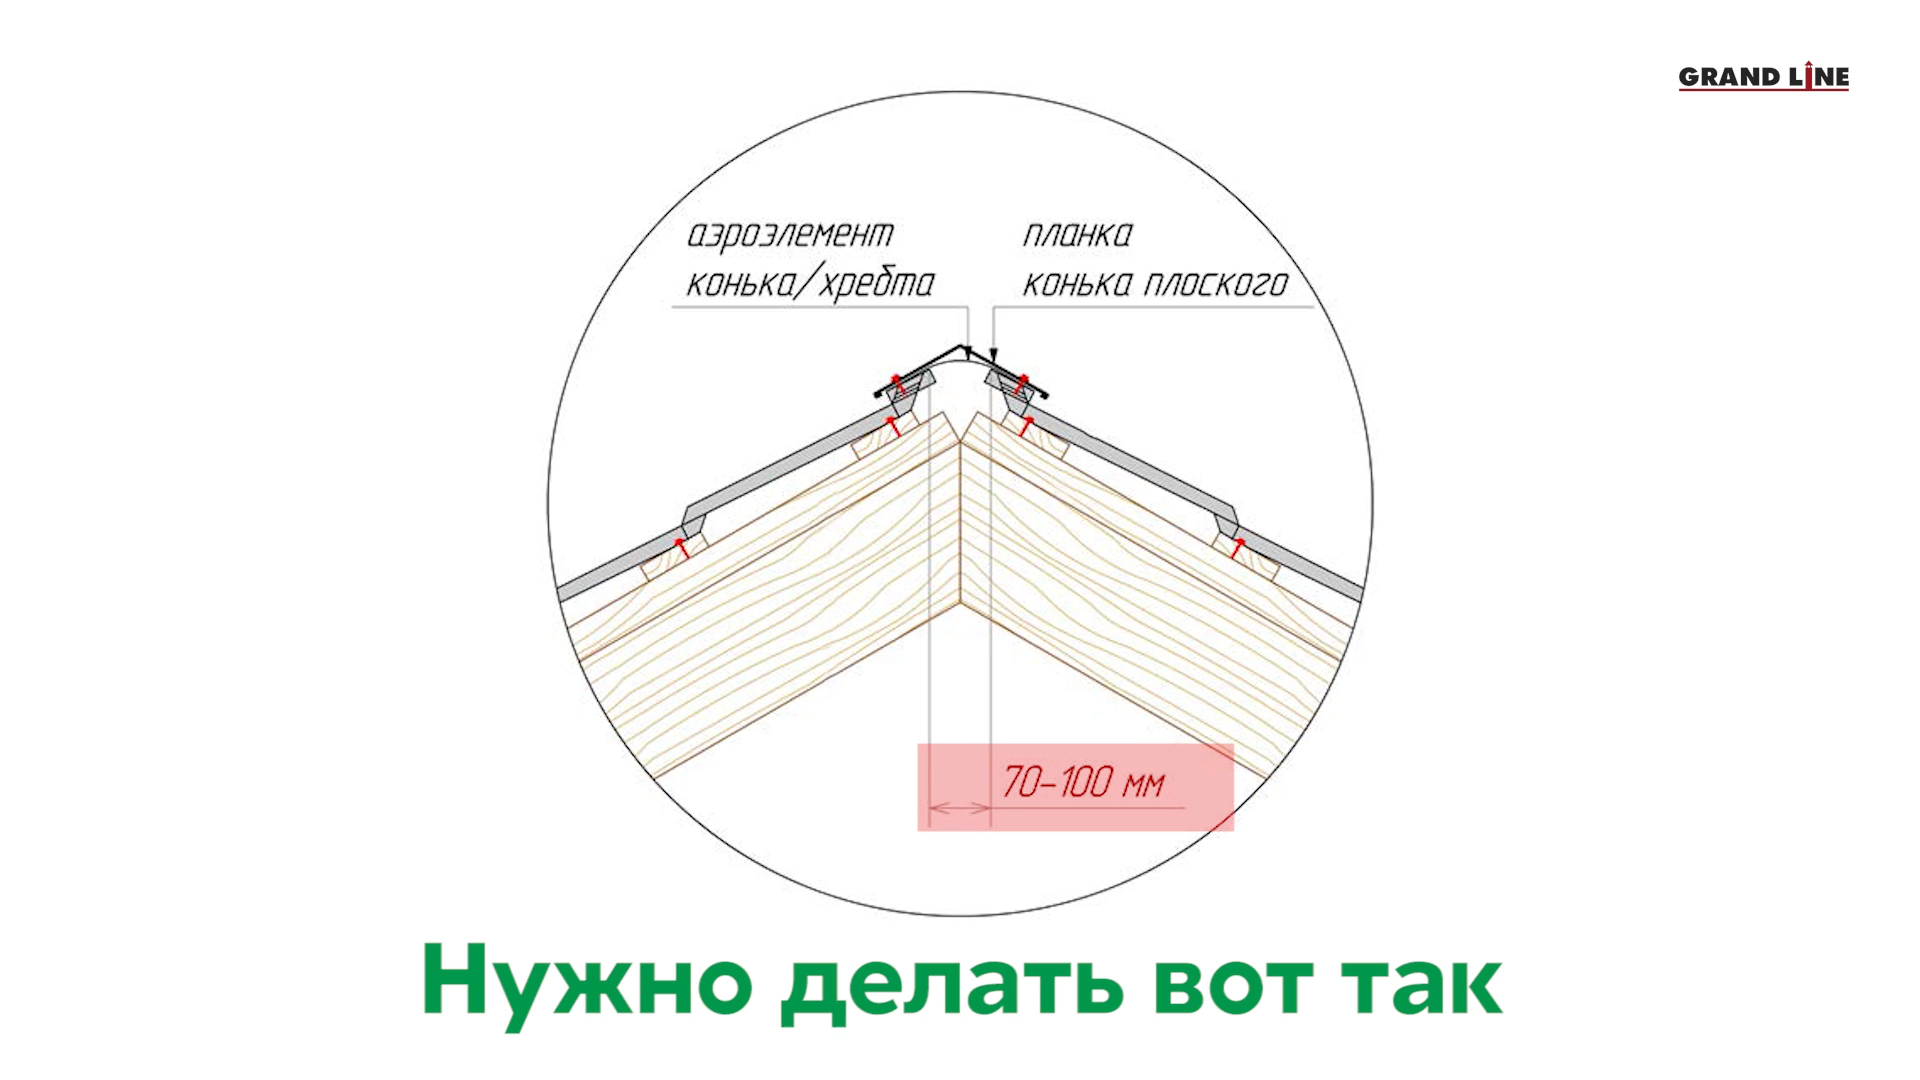 GRAND LINE
аэроэлемент
конька/хребта
планка
конька плоского
70-100 мм
Нужно делать вот так